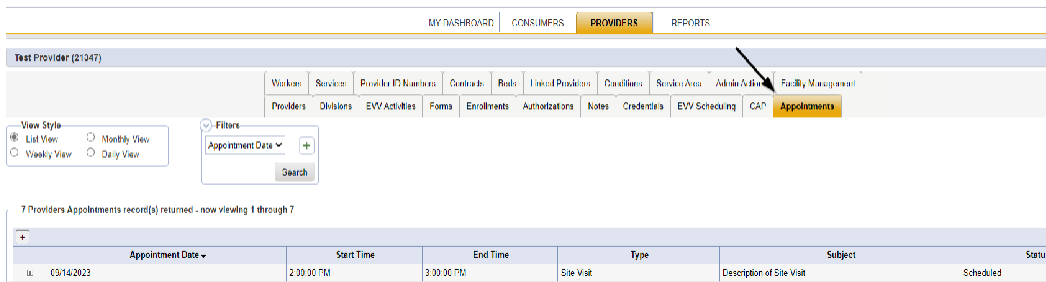 MY DASHBOARD CONSUMERS PROVIDERS REPORTS
Test Provider (21347)
Workers Services Provider ID Numbers Contracts Beds Linked Providers Conditions Service Area Admin Actions Facility Management
Providers Divisions EVV Activities Forms Enrollments Authorizations Notes Credentials EVV Scheduling CAP Appointments
View Style Filters
List View Monthly View
Appointment Date +
Weekly View Daily View
Search
7 Providers Appointments record(s) returned - now viewing 1 through 7
+
Appointment Date Start Time End Time Type Subject Statu
09/14/2023 2:00:00 PM 3:00:00 PM Site Visit Description of Site Visit Scheduled